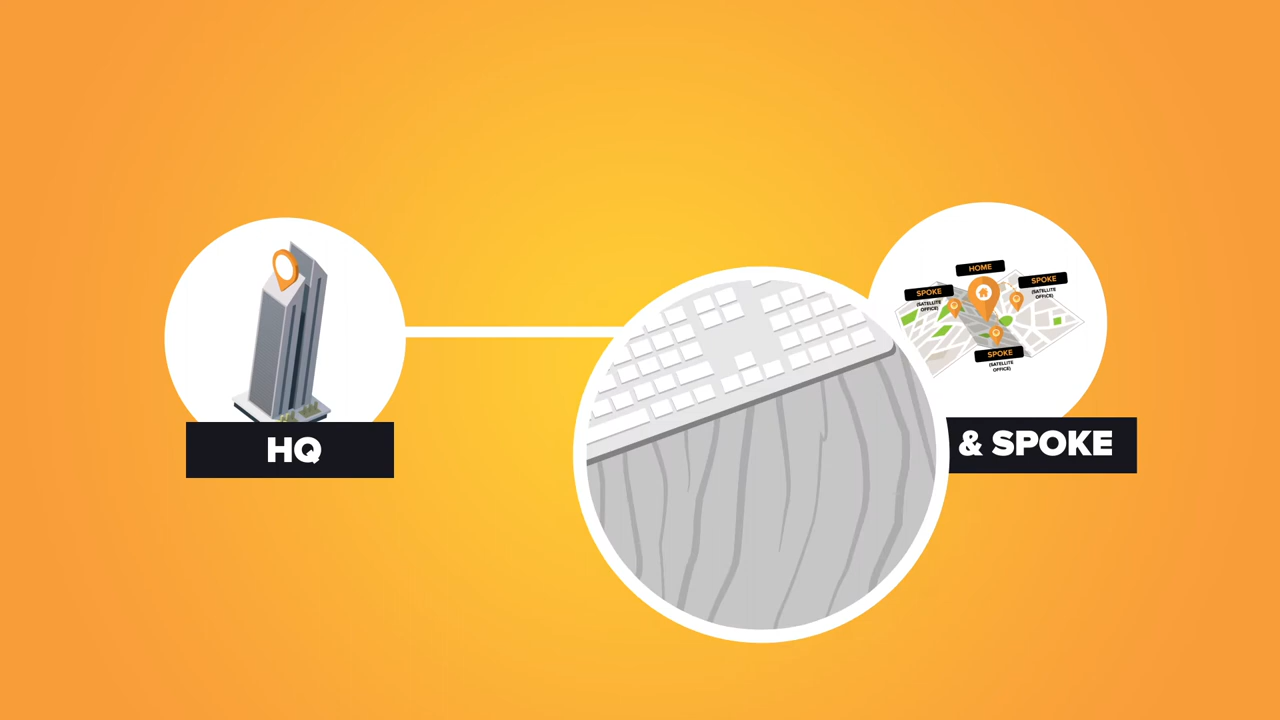 HQ
HOME
SPOKE
(SATELLITE
OFFICE)
SPOKE
(SATELLITE
OFFICE)
SPOKE
(SATELLITE
OFFICE)
& SPOKE